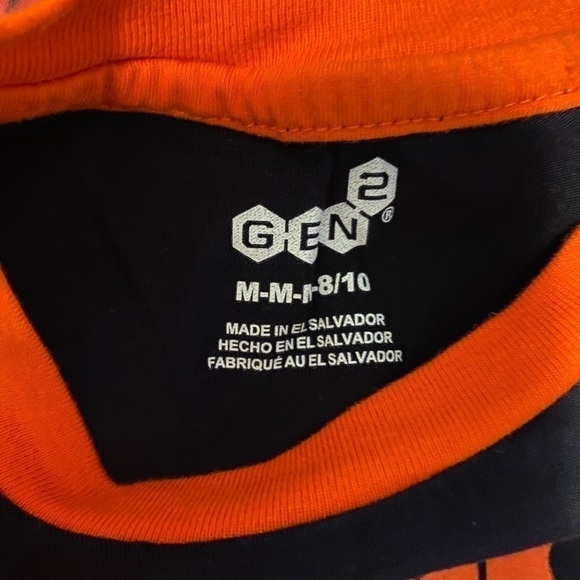 GEN2®
M-M-M-8/10
MADE IN EL SALVADOR
HECHO EN EL SALVADOR
FABRIQUÉ AU EL SALVADOR